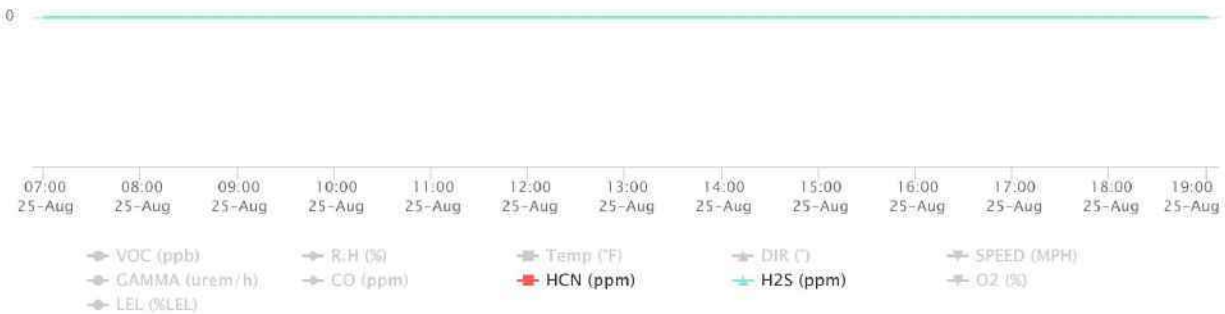 0
07:00 08:00 09:00 10:00 11:00 12:00 13:00 14:00 15:00 16:00 17:00 18:00 19:00
25-Aug 25-Aug 25-Aug 25-Aug 25-Aug 25-Aug 25-Aug 25-Aug 25-Aug 25-Aug 25-Aug 25-Aug 25-Aug
VOC (ppb) R.H (%) Temp (°F) DIR (°) SPEED (MPH)
GAMMA (urem/h) CO (ppm) HCN (ppm) H2S (ppm) O2 (%)
LEL (%LEL)